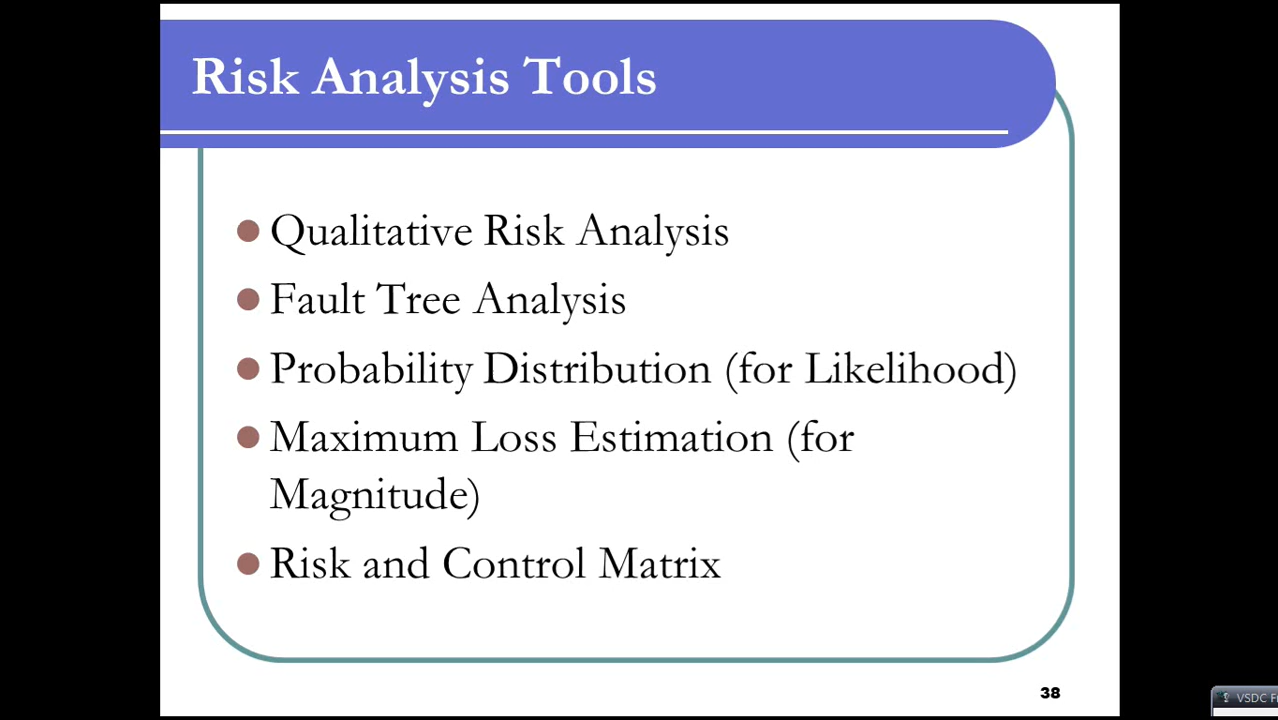 Risk Analysis Tools
Qualitative Risk Analysis
Fault Tree Analysis
Probability Distribution (for Likelihood)
Maximum Loss Estimation (for
Magnitude)
Risk and Control Matrix
38
VSDC